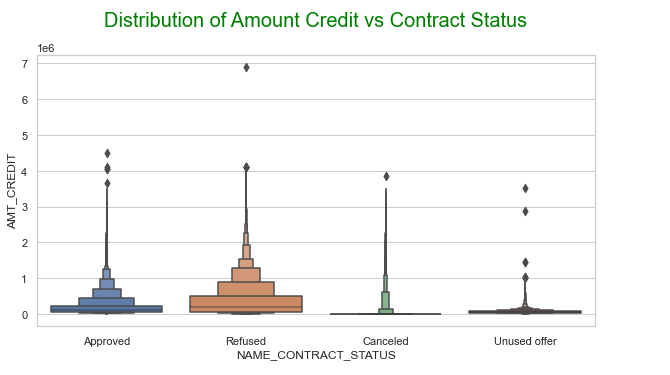 Distribution of Amount Credit vs Contract Status
1e6
7
6
5
4
3
2
1
0
AMT_CREDIT
Approved Refused Canceled Unused offer
NAME_CONTRACT_STATUS